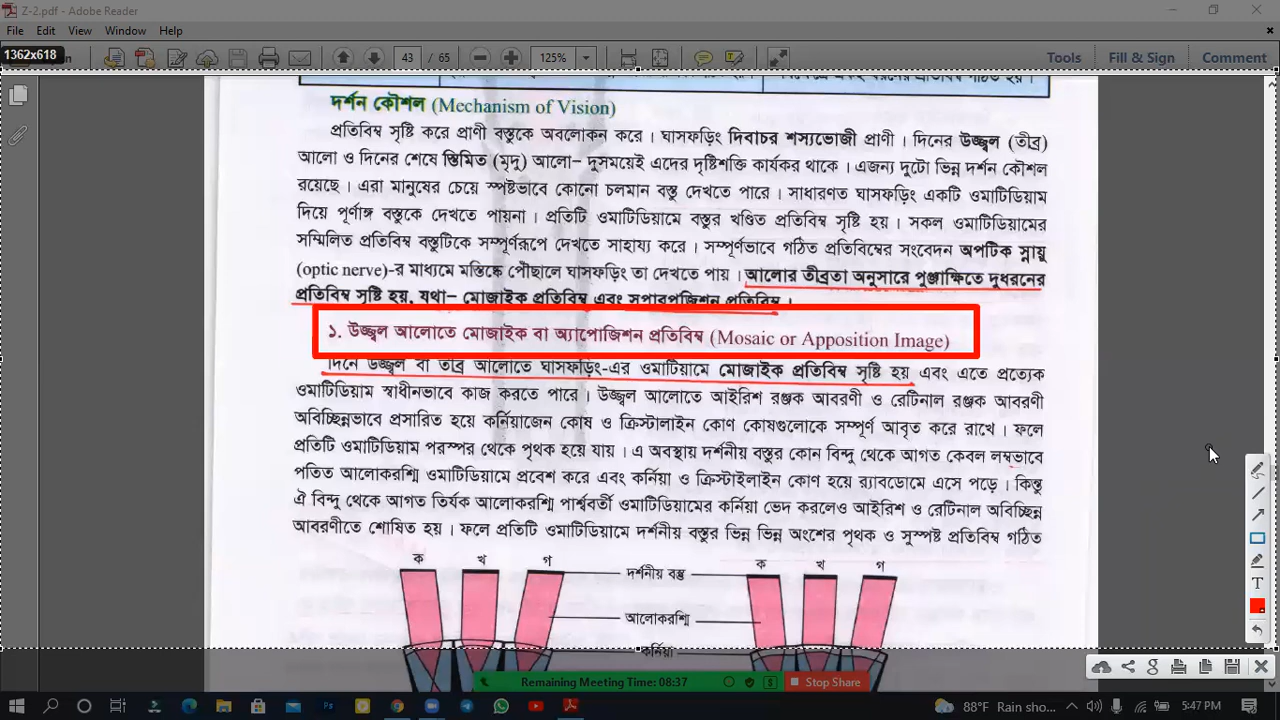 Z-2.pdf - Adobe Reader
File Edit View Window Help
1362x618
43 / 65 125% Tools Fill & Sign Comment
দর্শন কৌশল (Mechanism of Vision)
প্রতিবিম্ব সৃষ্টি করে প্রাণী বস্তুকে অবলোকন করে। ঘাসফড়িং দিবাচর শস্যভোজী প্রাণী। দিনের উজ্জ্বল (তীব্র)
আলো ও দিনের শেষে স্তিমিত (মৃদু) আলো– দুসময়েই এদের দৃষ্টিশক্তি কার্যকর থাকে। এজন্য দুটো ভিন্ন দর্শন কৌশল
রয়েছে। এরা মানুষের চেয়ে স্পষ্টভাবে কোনো চলমান বস্তু দেখতে পারে। সাধারণত ঘাসফড়িং একটি ওমাটিডিয়াম
দিয়ে পূর্ণাঙ্গ বস্তুকে দেখতে পায়না। প্রতিটি ওমাটিডিয়ামে বস্তুর খণ্ডিত প্রতিবিম্ব সৃষ্টি হয়। সকল ওমাটিডিয়ামের
সম্মিলিত প্রতিবিম্ব বস্তুটিকে সম্পূর্ণরূপে দেখতে সাহায্য করে। সম্পূর্ণভাবে গঠিত প্রতিবিম্বের সংবেদন অপটিক স্নায়ু
(optic nerve)-র মাধ্যমে মস্তিষ্কে পৌঁছালে ঘাসফড়িং তা দেখতে পায়। আলোর তীব্রতা অনুসারে পুঞ্জাক্ষিতে দুধরনের
প্রতিবিম্ব সৃষ্টি হয়, যথা– মোজাইক প্রতিবিম্ব এবং সুপারপজিশন প্রতিবিম্ব।
১. উজ্জ্বল আলোতে মোজাইক বা অ্যাপোজিশন প্রতিবিম্ব (Mosaic or Apposition Image)
দিনে উজ্জ্বল বা তীব্র আলোতে ঘাসফড়িং-এর ওমাটিয়ামে মোজাইক প্রতিবিম্ব সৃষ্টি হয় এবং এতে প্রত্যেক
ওমাটিডিয়াম স্বাধীনভাবে কাজ করতে পারে। উজ্জ্বল আলোতে আইরিশ রঞ্জক আবরণী ও রেটিনাল রঞ্জক আবরণী
অবিচ্ছিন্নভাবে প্রসারিত হয়ে কর্নিয়াজেন কোষ ও ক্রিস্টালাইন কোণ কোষগুলোকে সম্পূর্ণ আবৃত করে রাখে। ফলে
প্রতিটি ওমাটিডিয়াম পরস্পর থেকে পৃথক হয়ে যায়। এ অবস্থায় দর্শনীয় বস্তুর কোন বিন্দু থেকে আগত কেবল লম্বভাবে
পতিত আলোকরশ্মি ওমাটিডিয়ামে প্রবেশ করে এবং কর্নিয়া ও ক্রিস্টাইলাইন কোণ হয়ে র‍্যাবডোমে এসে পড়ে। কিন্তু
ঐ বিন্দু থেকে আগত তির্যক আলোকরশ্মি পার্শ্ববর্তী ওমাটিডিয়ামের কর্নিয়া ভেদ করলেও আইরিশ ও রেটিনাল অবিচ্ছিন্ন
আবরণীতে শোষিত হয়। ফলে প্রতিটি ওমাটিডিয়ামে দর্শনীয় বস্তুর ভিন্ন ভিন্ন অংশের পৃথক ও সুস্পষ্ট প্রতিবিম্ব গঠিত
ক খ গ ক খ গ
দর্শনীয় বস্তু
আলোকরশ্মি
কর্নিয়া
Remaining Meeting Time: 08:37 Stop Share
88°F Rain sho... 5:47 PM